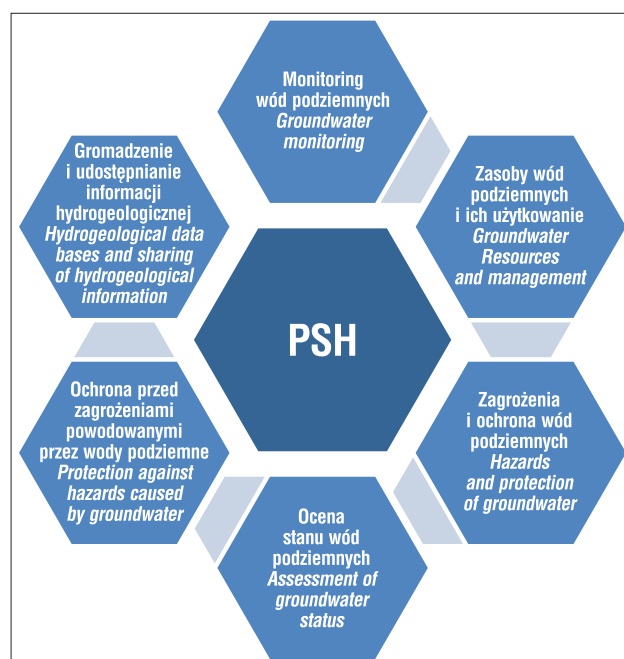 Monitoring
wód podziemnych
Groundwater
monitoring
Gromadzenie
i udostępnianie
informacji
hydrogeologicznej
Hydrogeological data
bases and sharing
of hydrogeological
information
Zasoby wód
podziemnych
i ich użytkowanie
Groundwater
Resources
and management
PSH
Ochrona przed
zagrożeniami
powodowanymi
przez wody podziemne
Protection against
hazards caused
by groundwater
Zagrożenia
i ochrona wód
podziemnych
Hazards
and protection
of groundwater
Ocena
stanu wód
podziemnych
Assessment of
groundwater
status